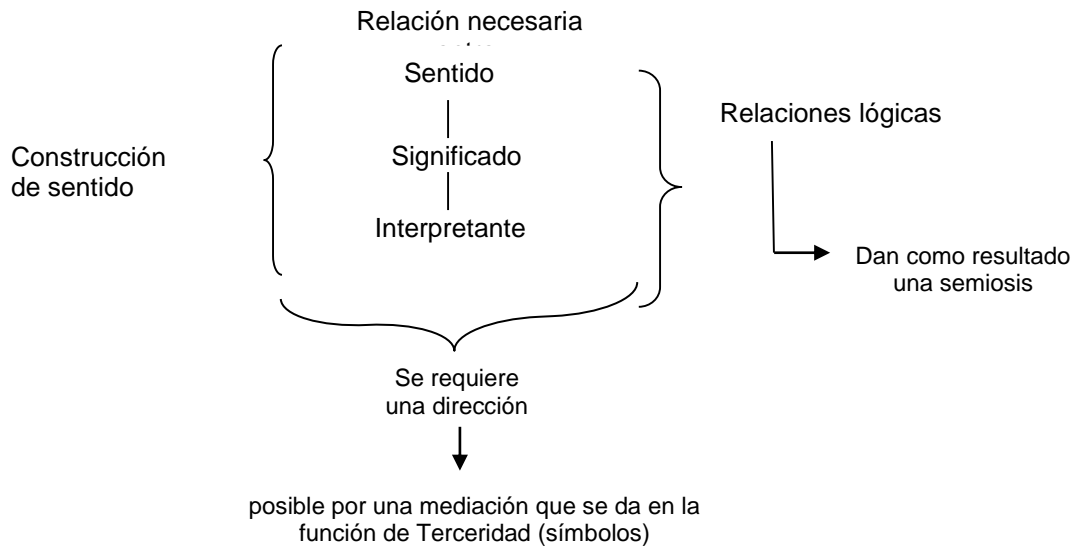 Relación necesaria
Sentido
Relaciones lógicas
Construcción
de sentido
Significado
Interpretante
Dan como resultado
una semiosis
Se requiere
una dirección
posible por una mediación que se da en la
función de Terceridad (símbolos)